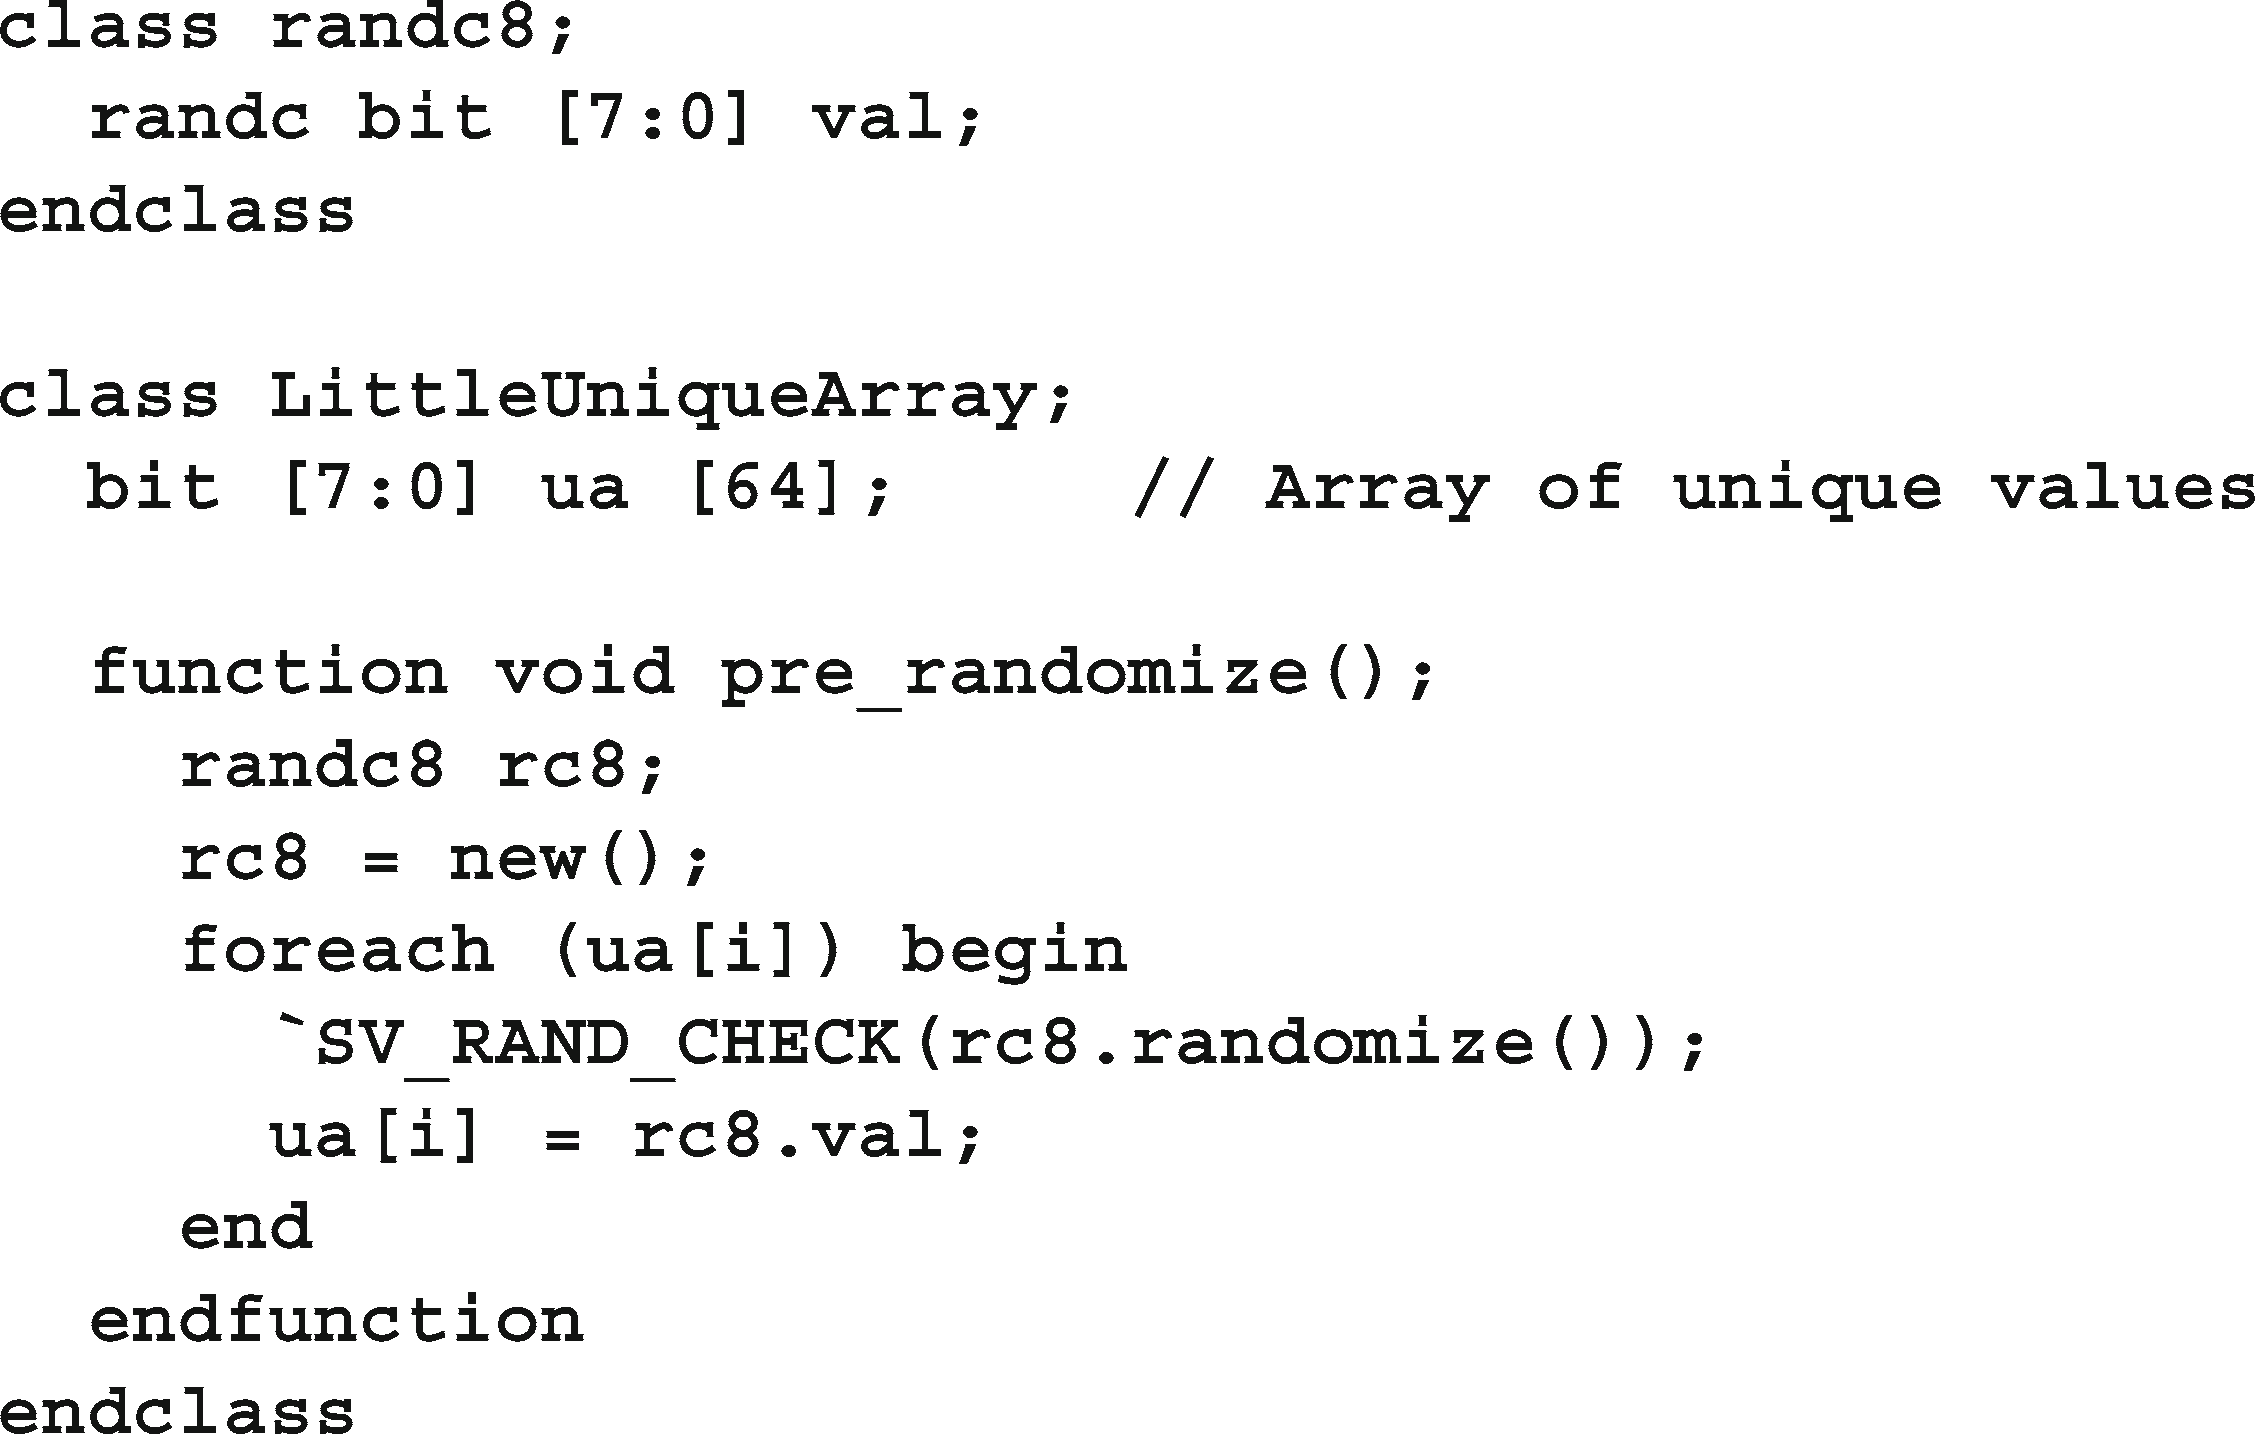 class randc8;
  randc bit [7:0] val;
endclass

class LittleUniqueArray;
  bit [7:0] ua [64];     // Array of unique values

  function void pre_randomize();
    randc8 rc8;
    rc8 = new();
    foreach (ua[i]) begin
      `SV_RAND_CHECK(rc8.randomize());
      ua[i] = rc8.val;
    end
  endfunction
endclass